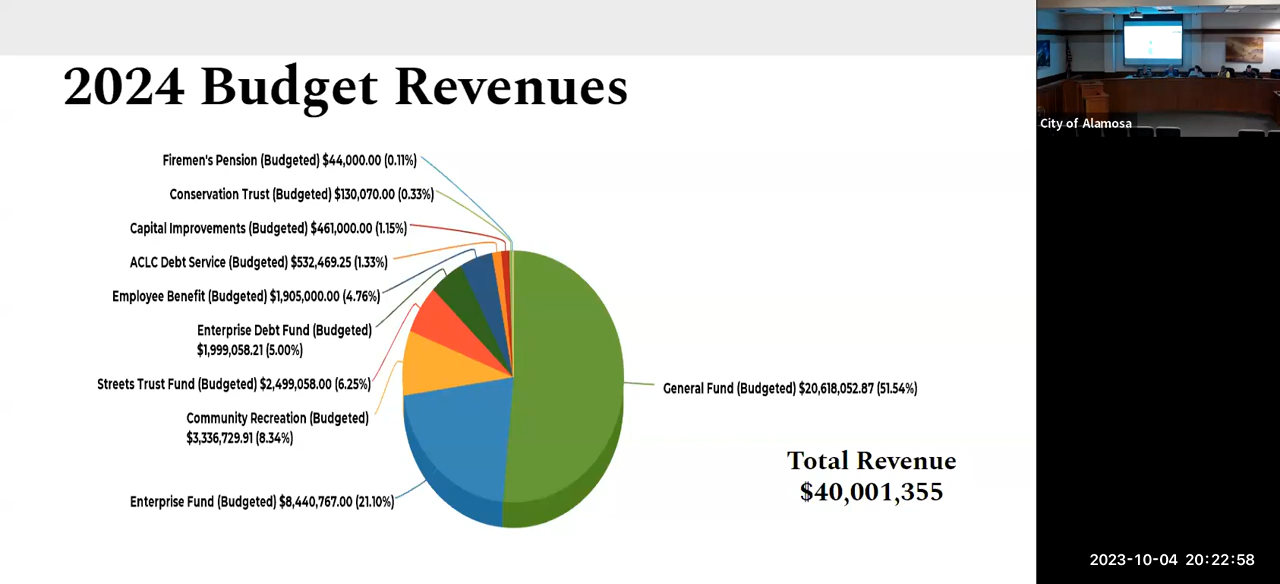 2024 Budget Revenues
Firemen's Pension (Budgeted) $44,000.00 (0.11%)
Conservation Trust (Budgeted) $130,070.00 (0.33%)
Capital Improvements (Budgeted) $461,000.00 (1.15%)
ACLC Debt Service (Budgeted) $532,469.25 (1.33%)
Employee Benefit (Budgeted) $1,905,000.00 (4.76%)
Enterprise Debt Fund (Budgeted)
$1,999,058.21 (5.00%)
Streets Trust Fund (Budgeted) $2,499,058.00 (6.25%)
Community Recreation (Budgeted)
$3,336,729.91 (8.34%)
Enterprise Fund (Budgeted) $8,440,767.00 (21.10%)
General Fund (Budgeted) $20,618,052.87 (51.54%)
Total Revenue
$40,001,355
City of Alamosa
2023-10-04 20:22:58